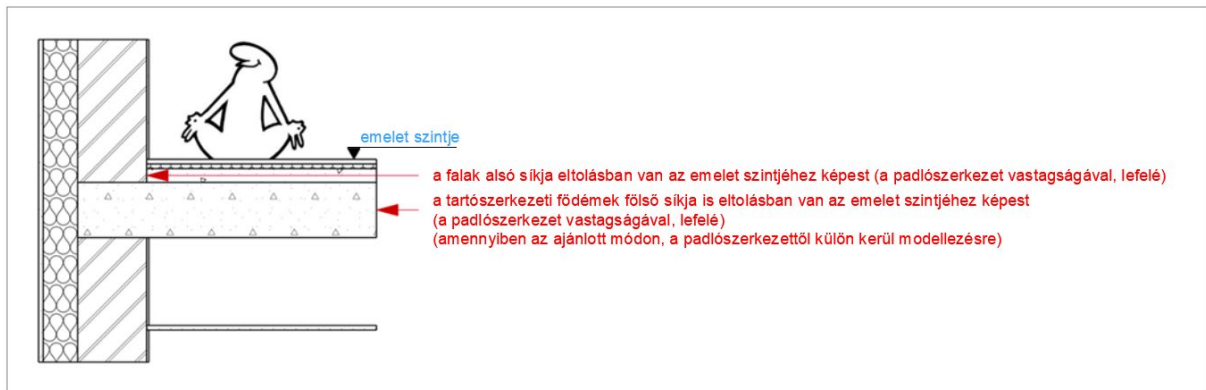 emelet szintje
a falak alsó síkja eltolásban van az emelet szintjéhez képest (a padlószerkezet vastagságával, lefelé)
a tartószerkezeti födémek fölső síkja is eltolásban van az emelet szintjéhez képest
(a padlószerkezet vastagságával, lefelé)
(amennyiben az ajánlott módon, a padlószerkezettől külön kerül modellezésre)